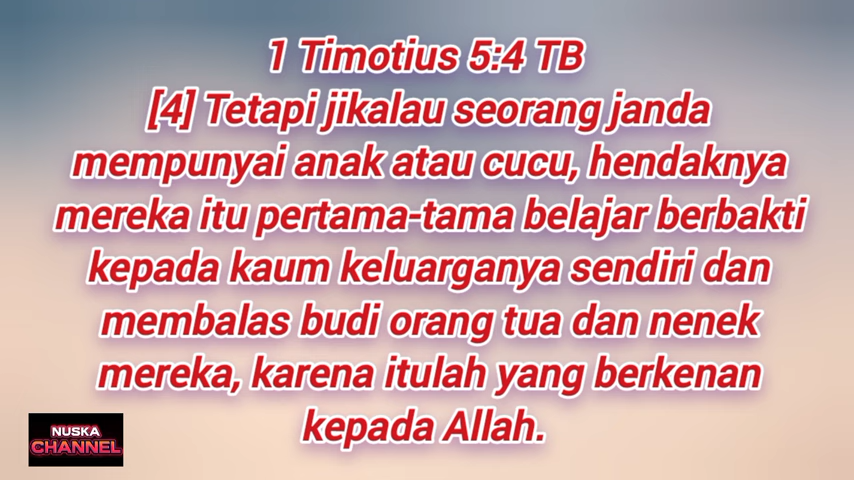 1 Timotius 5:4 TB
[4] Tetapi jikalau seorang janda
mempunyai anak atau cucu, hendaknya
mereka itu pertama-tama belajar berbakti
kepada kaum keluarganya sendiri dan
membalas budi orang tua dan nenek
mereka, karena itulah yang berkenan
kepada Allah.
NUSKA
CHANNEL